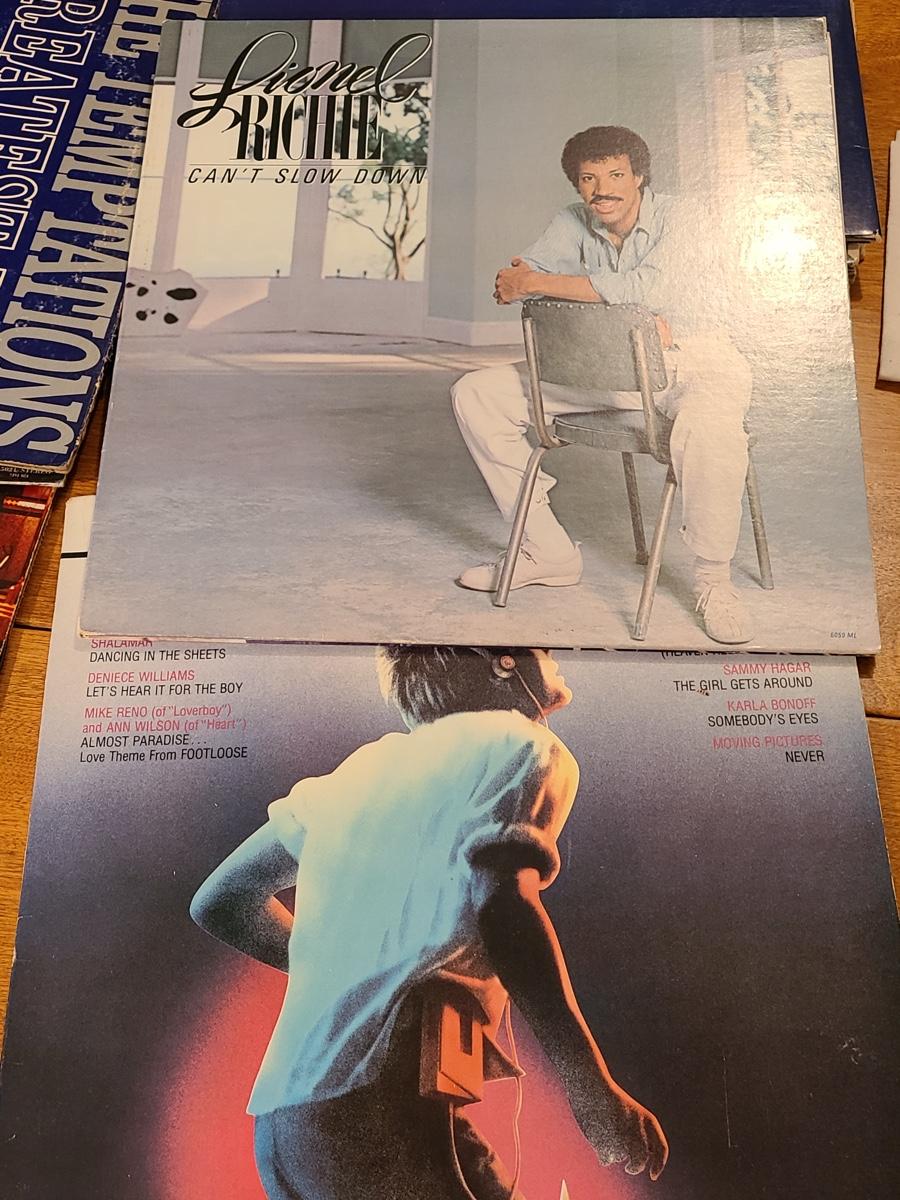 THE TEMPTATIONS
Lionel
RICHIE
CAN'T SLOW DOWN
6059 ML
SHALAMAR
DANCING IN THE SHEETS
DENIECE WILLIAMS
LET'S HEAR IT FOR THE BOY
MIKE RENO (of "Loverboy")
and ANN WILSON (of "Heart")
ALMOST PARADISE...
Love Theme From FOOTLOOSE
SAMMY HAGAR
THE GIRL GETS AROUND
KARLA BONOFF
SOMEBODY'S EYES
MOVING PICTURES
NEVER